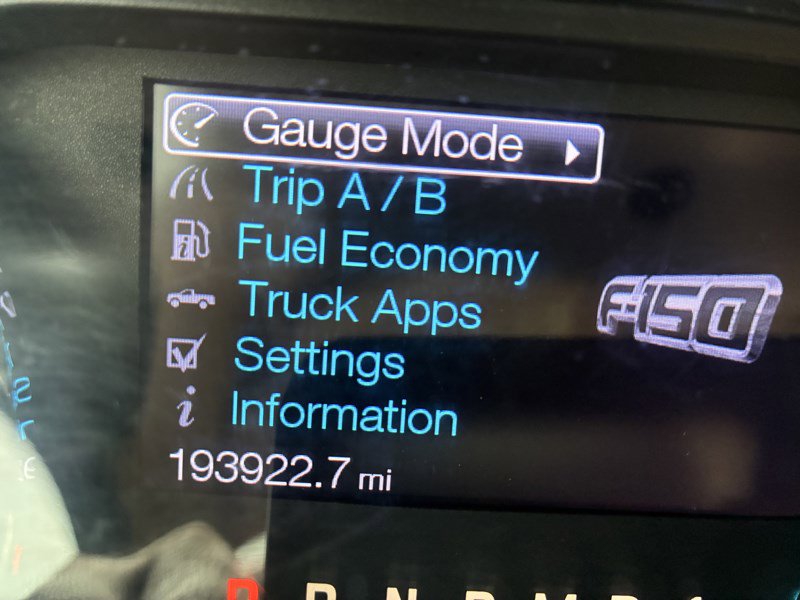 Gauge Mode
Trip A / B
Fuel Economy
Truck Apps
Settings
Information
F-150
193922.7 mi
P R N D M